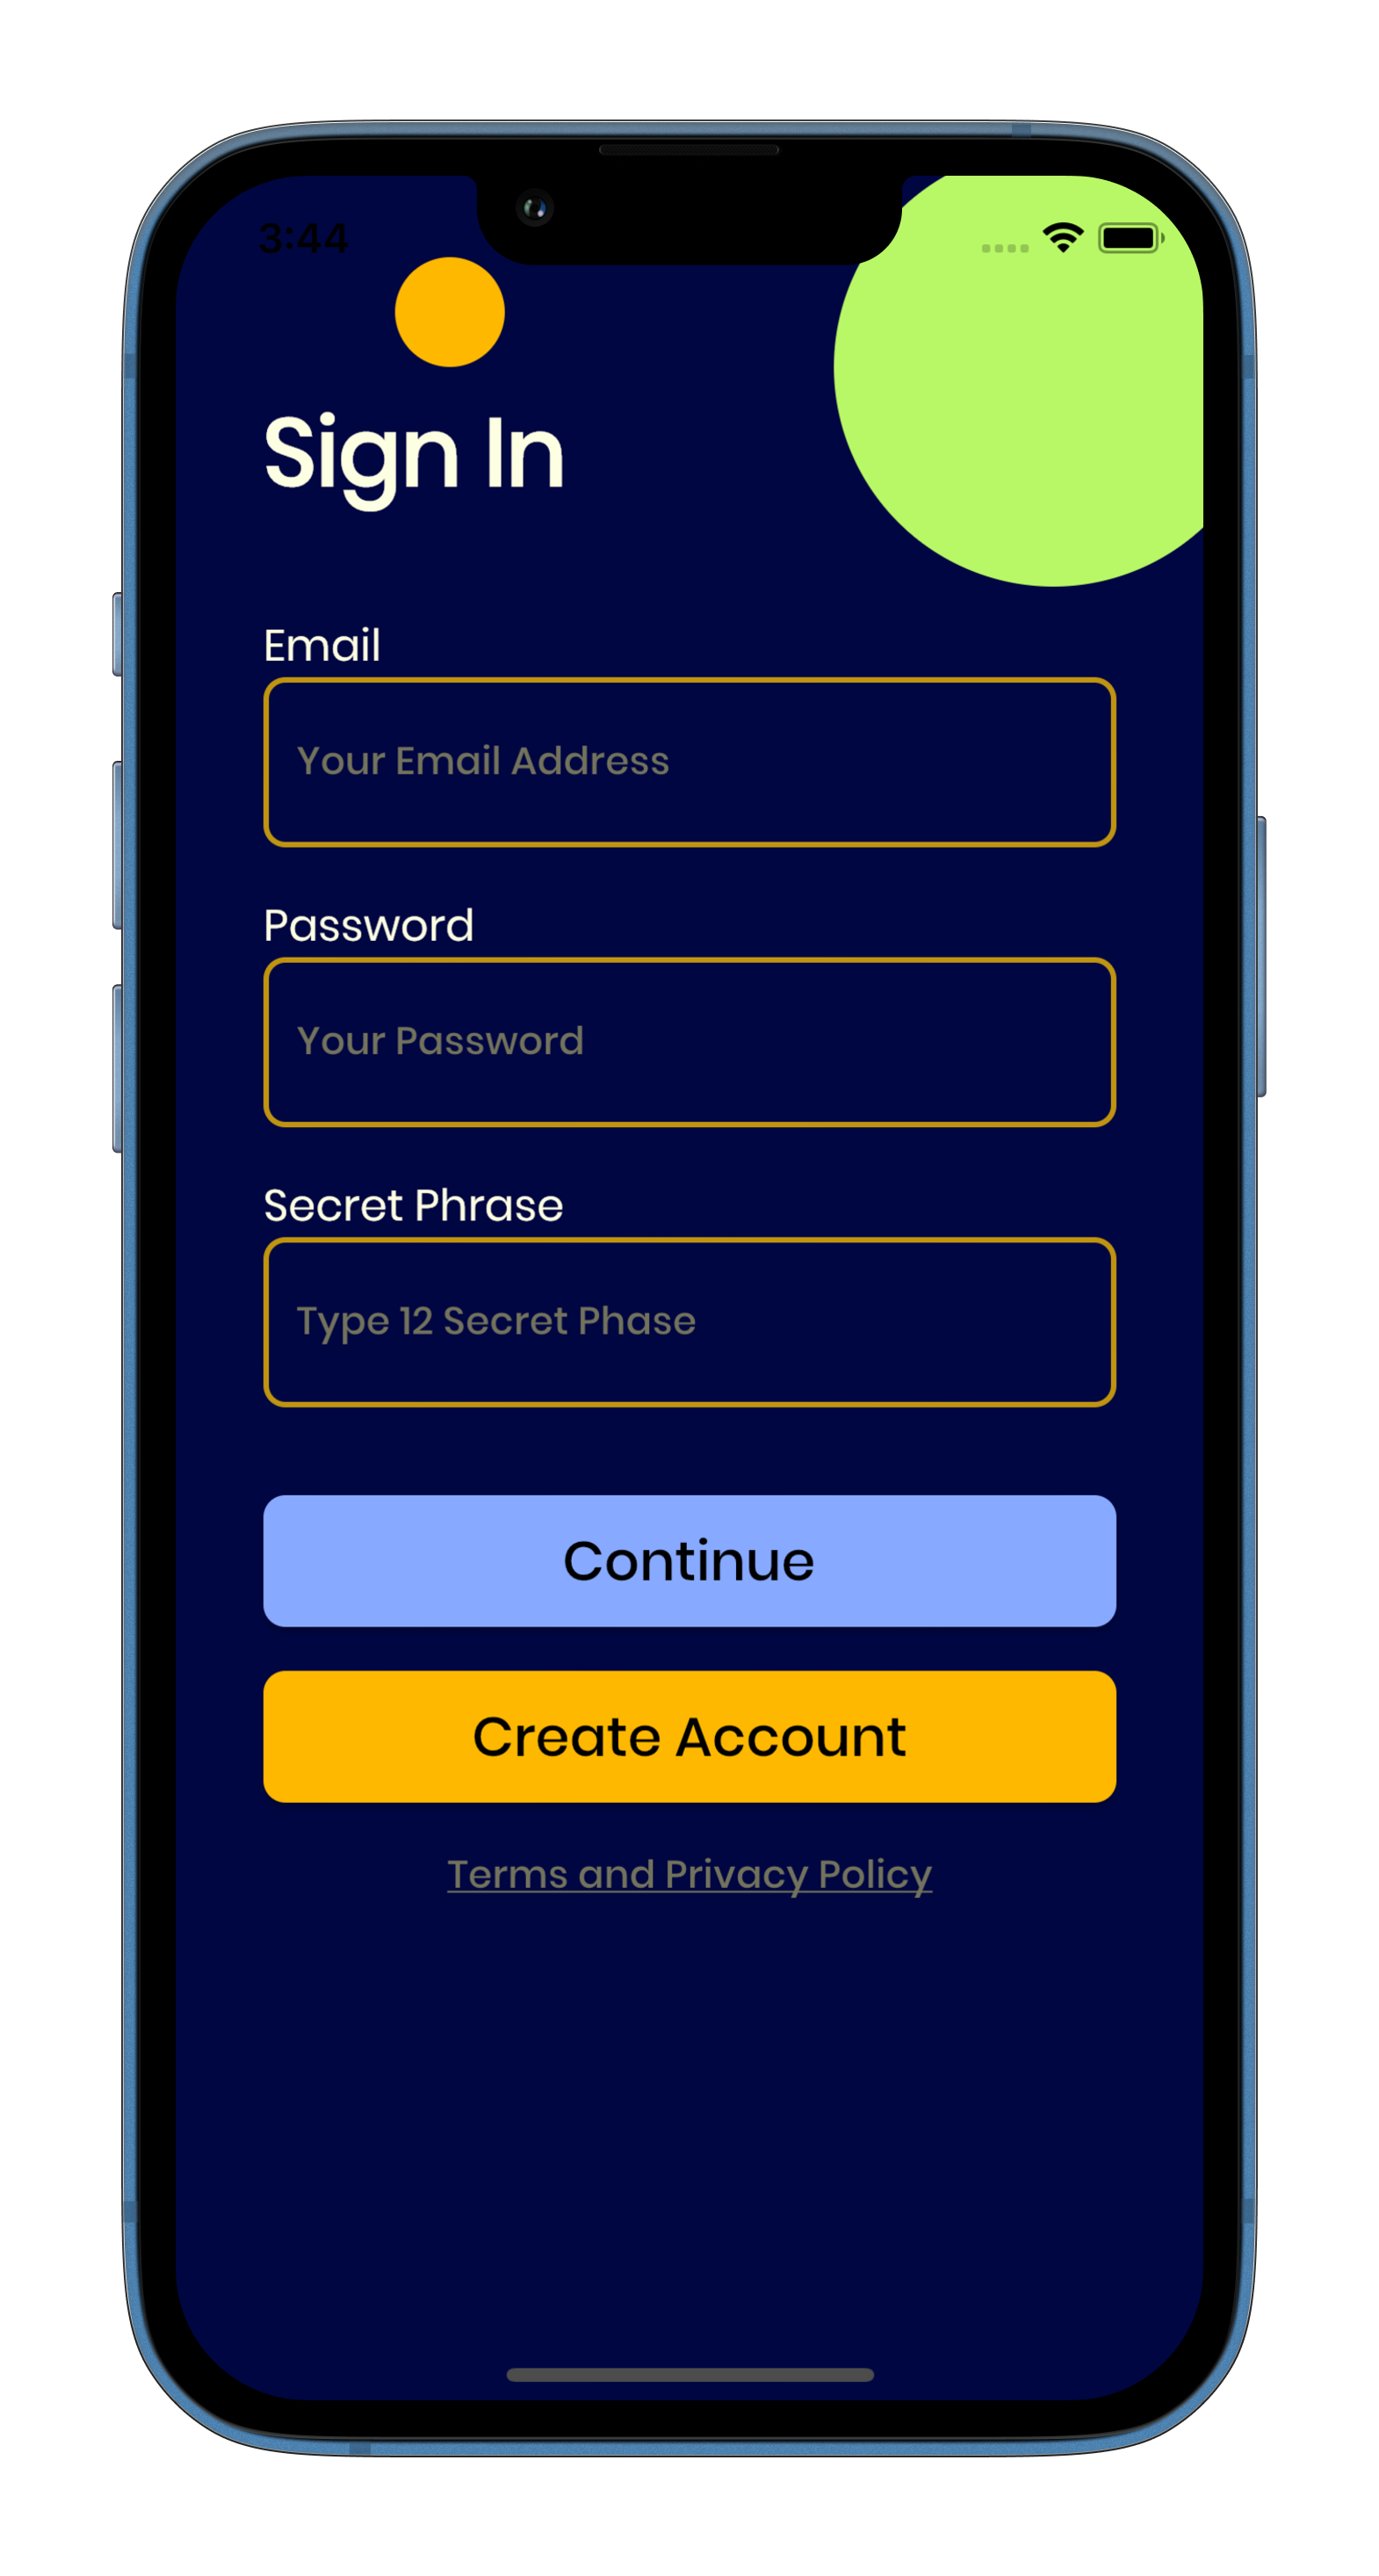 3:44
Sign In
Email
Your Email Address
Password
Your Password
Secret Phrase
Type 12 Secret Phase
Continue
Create Account
Terms and Privacy Policy